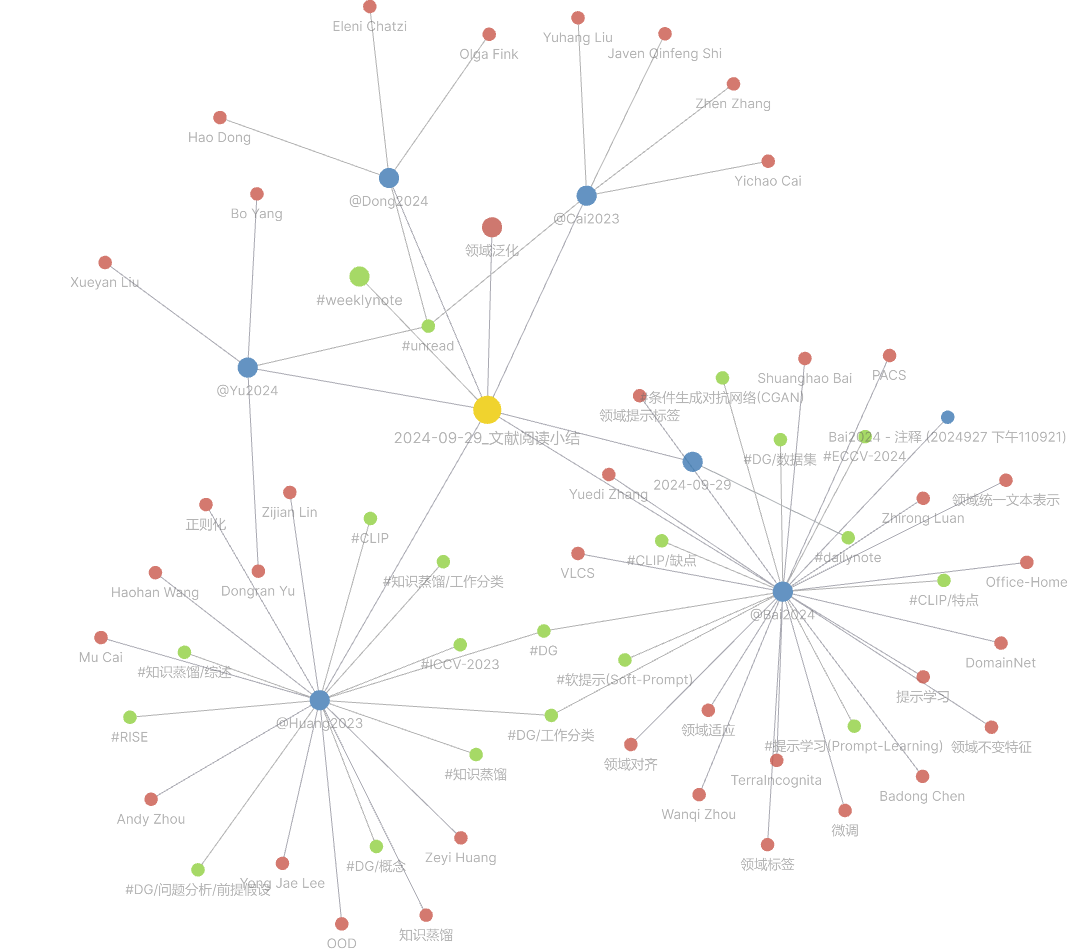 Eleni Chatzi
Olga Fink
Yuhang Liu
Javen Qinfeng Shi
Zhen Zhang
Hao Dong
Yichao Cai
@Dong2024
Bo Yang
@Cai2023
领域泛化
Xueyan Liu
#weeklynote
#unread
@Yu2024
Shuanghao Bai
PACS
#条件生成对抗网络(CGAN)
领域提示标签
2024-09-29_文献阅读小结
Bai2024 - 注释 (2024927 下午110921)
#DG/数据集
#ECCV-2024
2024-09-29
Yuedi Zhang
领域统一文本表示
Zijian Lin
Zhirong Luan
正则化
#CLIP
#dailynote
#CLIP/缺点
VLCS
#知识蒸馏/工作分类
Office-Home
Dongran Yu
Haohan Wang
#CLIP/特点
@Bai2024
#DG
Mu Cai
DomainNet
#ICCV-2023
#知识蒸馏/综述
#软提示(Soft-Prompt)
提示学习
@Huang2023
领域适应
#DG/工作分类
#RISE
#提示学习(Prompt-Learning)
领域不变特征
领域对齐
#知识蒸馏
TerraIncognita
Badong Chen
Wanqi Zhou
Andy Zhou
微调
Zeyi Huang
领域标签
#DG/概念
Yong Jae Lee
#DG/问题分析/前提假设
知识蒸馏
OOD